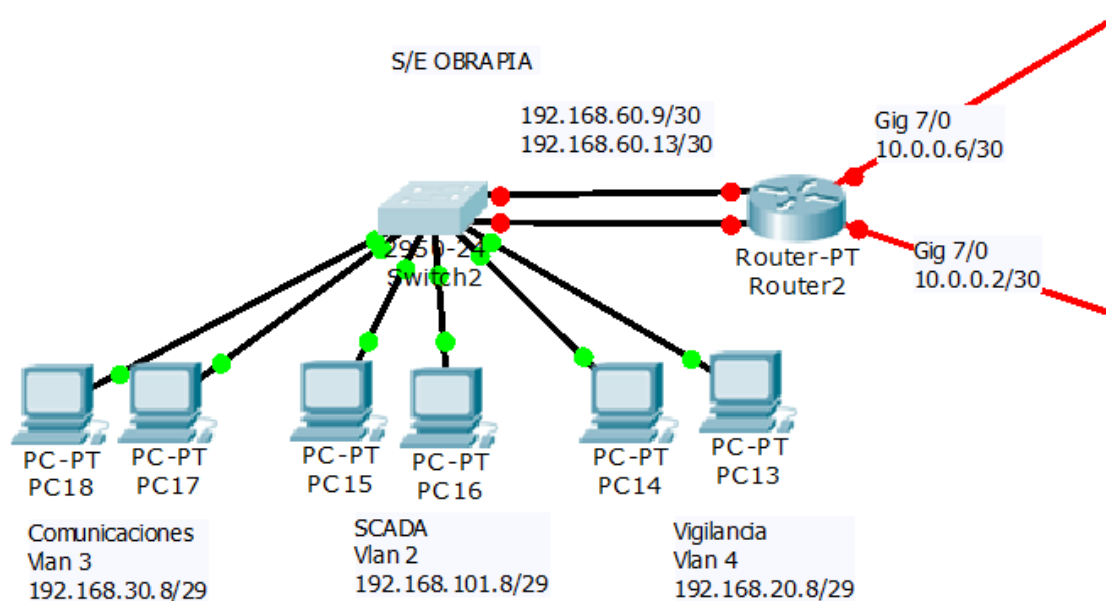 S/E OBRAPIA
192.168.60.9/30
192.168.60.13/30
Gig 7/0
10.0.0.6/30
2950-24
Switch2
Router-PT
Router2
Gig 7/0
10.0.0.2/30
PC-PT
PC18
PC-PT
PC17
PC-PT
PC15
PC-PT
PC16
PC-PT
PC14
PC-PT
PC13
Comunicaciones
Vlan 3
192.168.30.8/29
SCADA
Vlan 2
192.168.101.8/29
Vigilancia
Vlan 4
192.168.20.8/29